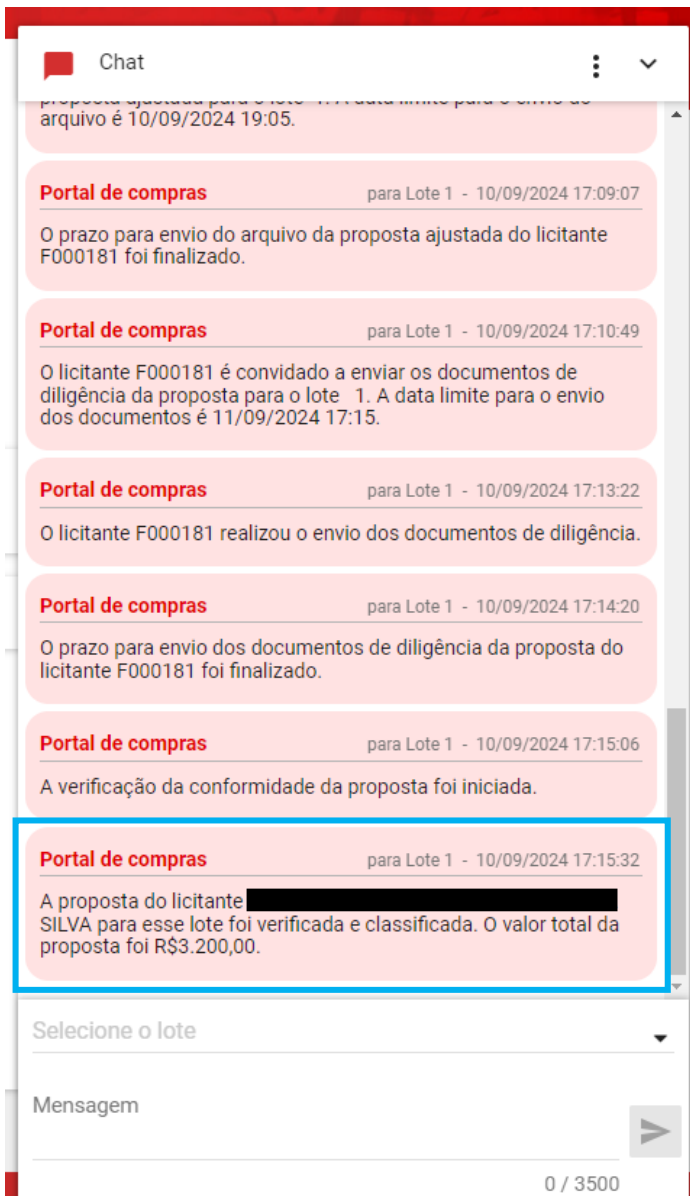 Chat
arquivo é 10/09/2024 19:05.
Portal de compras para Lote 1 - 10/09/2024 17:09:07
O prazo para envio do arquivo da proposta ajustada do licitante
F000181 foi finalizado.
Portal de compras para Lote 1 - 10/09/2024 17:10:49
O licitante F000181 é convidado a enviar os documentos de
diligência da proposta para o lote 1. A data limite para o envio
dos documentos é 11/09/2024 17:15.
Portal de compras para Lote 1 - 10/09/2024 17:13:22
O licitante F000181 realizou o envio dos documentos de diligência.
Portal de compras para Lote 1 - 10/09/2024 17:14:20
O prazo para envio dos documentos de diligência da proposta do
licitante F000181 foi finalizado.
Portal de compras para Lote 1 - 10/09/2024 17:15:06
A verificação da conformidade da proposta foi iniciada.
Portal de compras para Lote 1 - 10/09/2024 17:15:32
A proposta do licitante
SILVA para esse lote foi verificada e classificada. O valor total da
proposta foi R$3.200,00.
Selecione o lote
Mensagem
0 / 3500